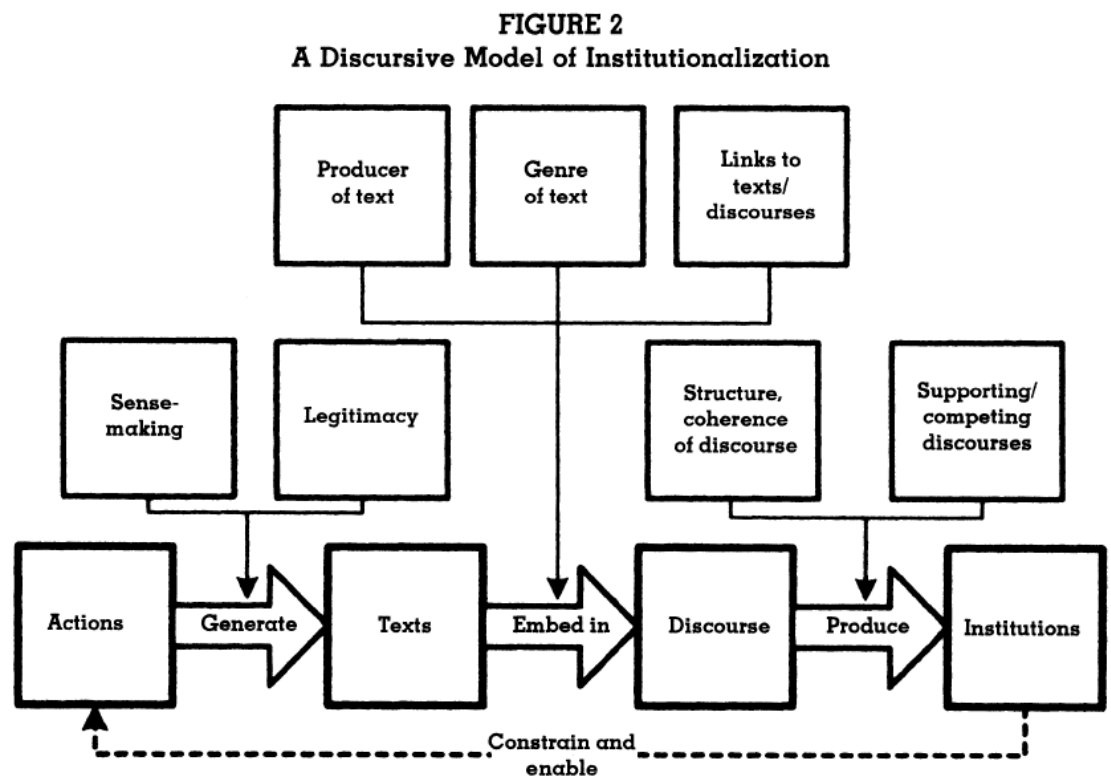 FIGURE 2
A Discursive Model of Institutionalization
Producer
of text
Genre
of text
Links to
texts/
discourses
Sense-
making
Legitimacy
Structure,
coherence
of discourse
Supporting/
competing
discourses
Actions
Generate
Texts
Embed in
Discourse
Produce
Institutions
Constrain and
enable